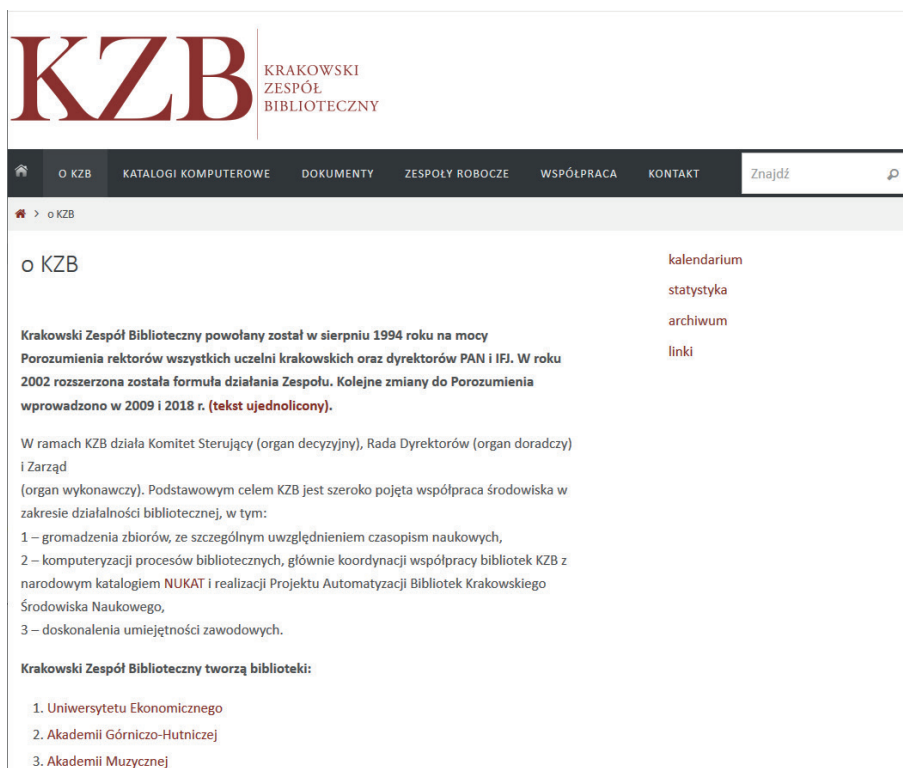 KZB
KRAKOWSKI
ZESPÓŁ
BIBLIOTECZNY
O KZB KATALOGI KOMPUTEROWE DOKUMENTY ZESPOŁY ROBOCZE WSPÓŁPRACA KONTAKT Znajdź
> o KZB
o KZB
Krakowski Zespół Biblioteczny powołany został w sierpniu 1994 roku na mocy
Porozumienia rektorów wszystkich uczelni krakowskich oraz dyrektorów PAN i IFJ. W roku
2002 rozszerzona została formuła działania Zespołu. Kolejne zmiany do Porozumienia
wprowadzono w 2009 i 2018 r. (tekst ujednolicony).
W ramach KZB działa Komitet Sterujący (organ decyzyjny), Rada Dyrektorów (organ doradczy)
i Zarząd
(organ wykonawczy). Podstawowym celem KZB jest szeroko pojęta współpraca środowiska w
zakresie działalności bibliotecznej, w tym:
1 – gromadzenia zbiorów, ze szczególnym uwzględnieniem czasopism naukowych,
2 – komputeryzacji procesów bibliotecznych, głównie koordynacji współpracy bibliotek KZB z
narodowym katalogiem NUKAT i realizacji Projektu Automatyzacji Bibliotek Krakowskiego
Środowiska Naukowego,
3 – doskonalenia umiejętności zawodowych.
Krakowski Zespół Biblioteczny tworzą biblioteki:
1. Uniwersytetu Ekonomicznego
2. Akademii Górniczo-Hutniczej
3. Akademii Muzycznej
kalendarium
statystyka
archiwum
linki